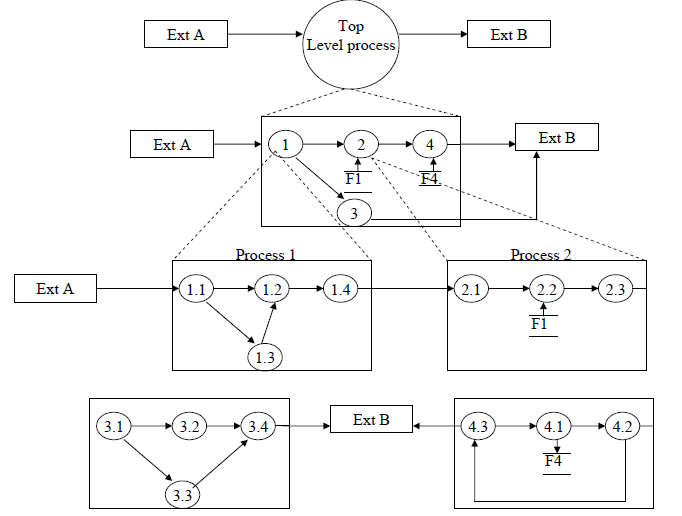 Ext A
Top
Level process
Ext B
Ext A
1
2
4
Ext B
F1
F4.
3
Process 1
Process 2
Ext A
1.1
1.2
1.4
2.1
2.2
2.3
F1
1.3
3.1
3.2
3.4
Ext B
4.3
4.1
4.2
F4
3.3